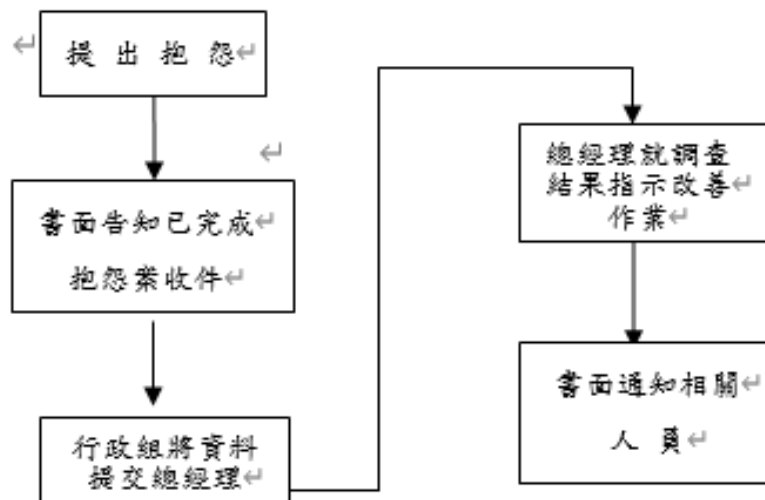 提 出 抱 怨
書面告知已完成
抱怨案收件
行政組將資料
提交總經理
總經理就調查
結果指示改善
作業
書面通知相關
人 員